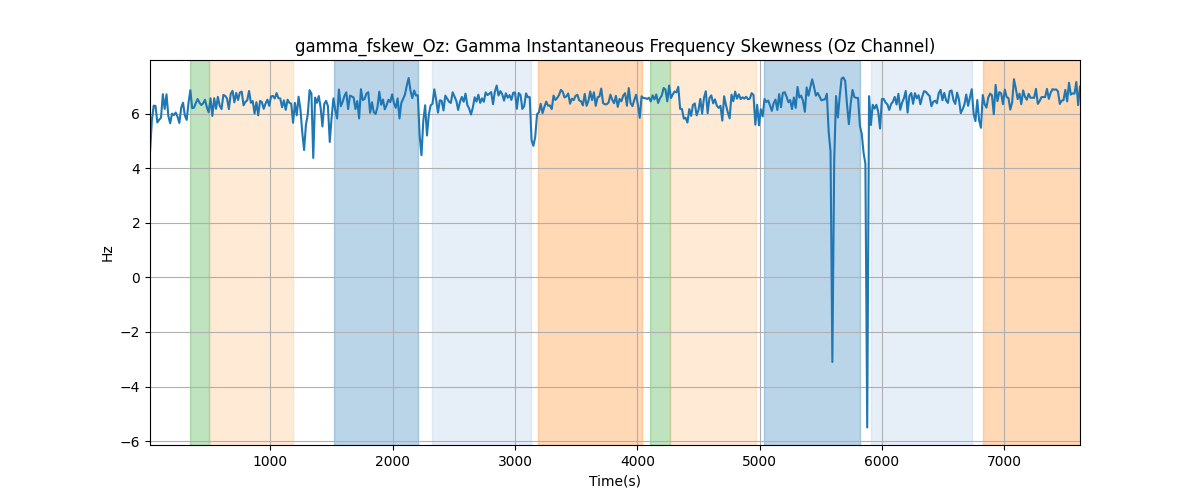 gamma_fskew_Oz: Gamma Instantaneous Frequency Skewness (Oz Channel)
Hz
6
4
2
0
−2
−4
−6
1000 2000 3000 4000 5000 6000 7000
Time(s)